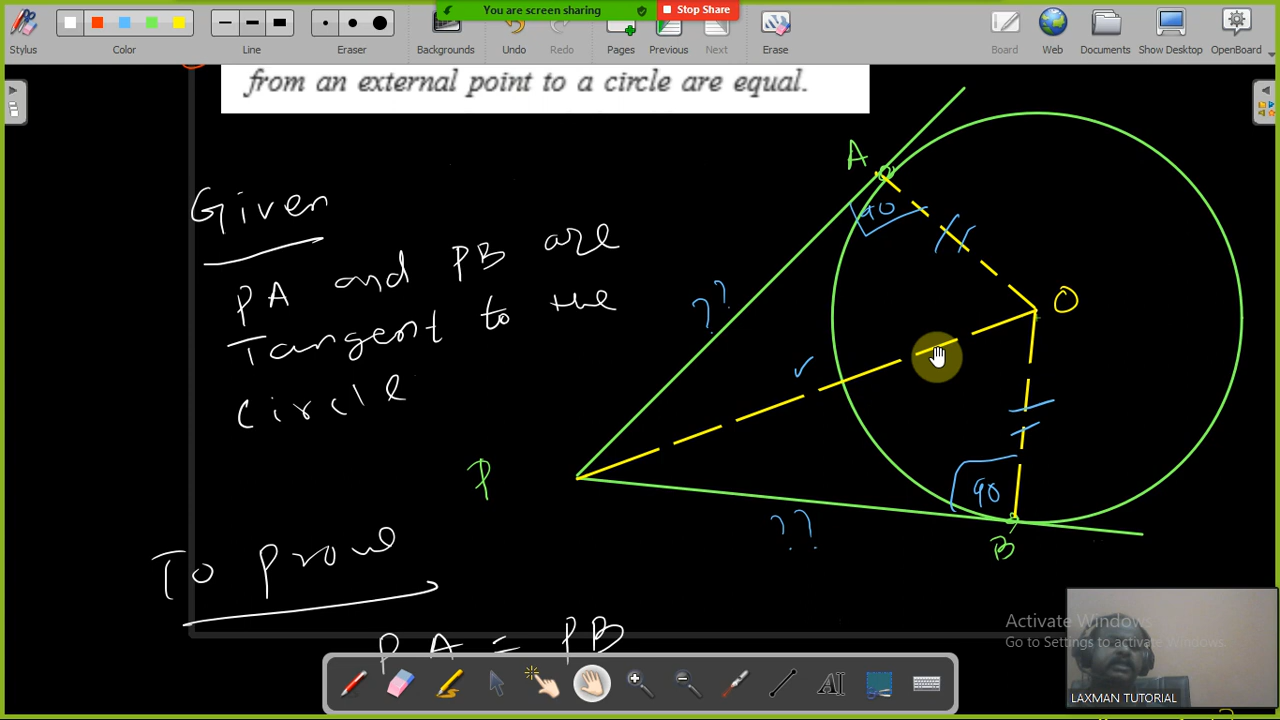 You are screen sharing
Stop Share
Stylus
Color
Line
Eraser
Backgrounds
Undo
Redo
Pages
Previous
Next
Erase
Board
Web
Documents
Show Desktop
OpenBoard
from an external point to a circle are equal.
Given
PA and PB are
Tangent to the
circle
To prove
PA = PB
A
90
O
??
✓
P
90
??
B
Activate Windows
Go to Settings to activate Windows.
LAXMAN TUTORIAL